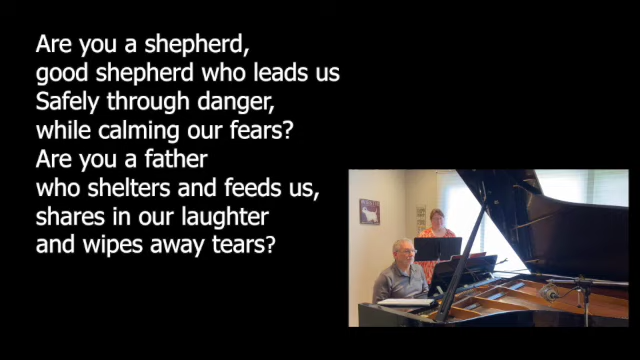 Are you a shepherd,
good shepherd who leads us
Safely through danger,
while calming our fears?
Are you a father
who shelters and feeds us,
shares in our laughter
and wipes away tears?